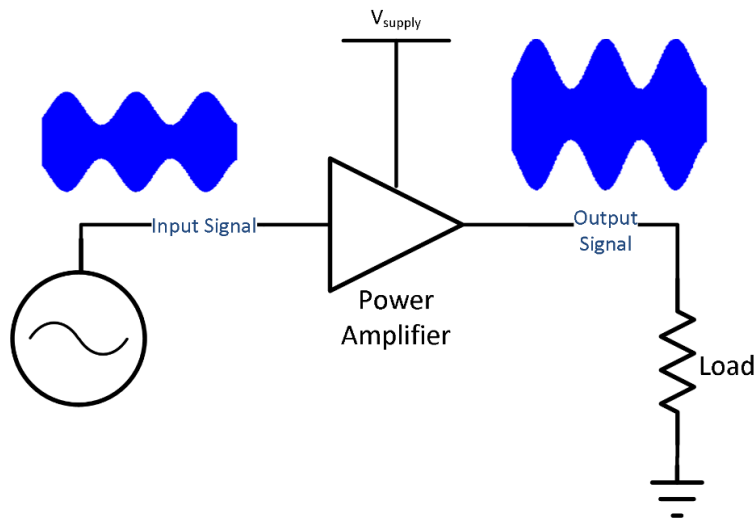 Vsupply
Input Signal
Output
Signal
Power
Amplifier
Load